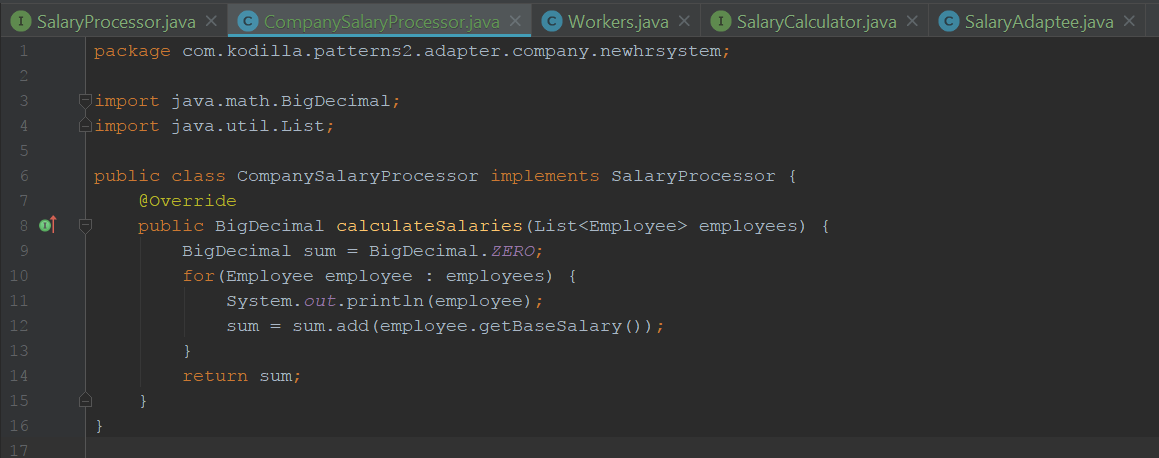 SalaryProcessor.java CompanySalaryProcessor.java Workers.java SalaryCalculator.java SalaryAdaptee.java
1 package com.kodilla.patterns2.adapter.company.newhrsystem;
2
3 import java.math.BigDecimal;
4 import java.util.List;
5
6 public class CompanySalaryProcessor implements SalaryProcessor {
7 @Override
8 public BigDecimal calculateSalaries(List<Employee> employees) {
9 BigDecimal sum = BigDecimal.ZERO;
10 for(Employee employee : employees) {
11 System.out.println(employee);
12 sum = sum.add(employee.getBaseSalary());
13 }
14 return sum;
15 }
16 }
17